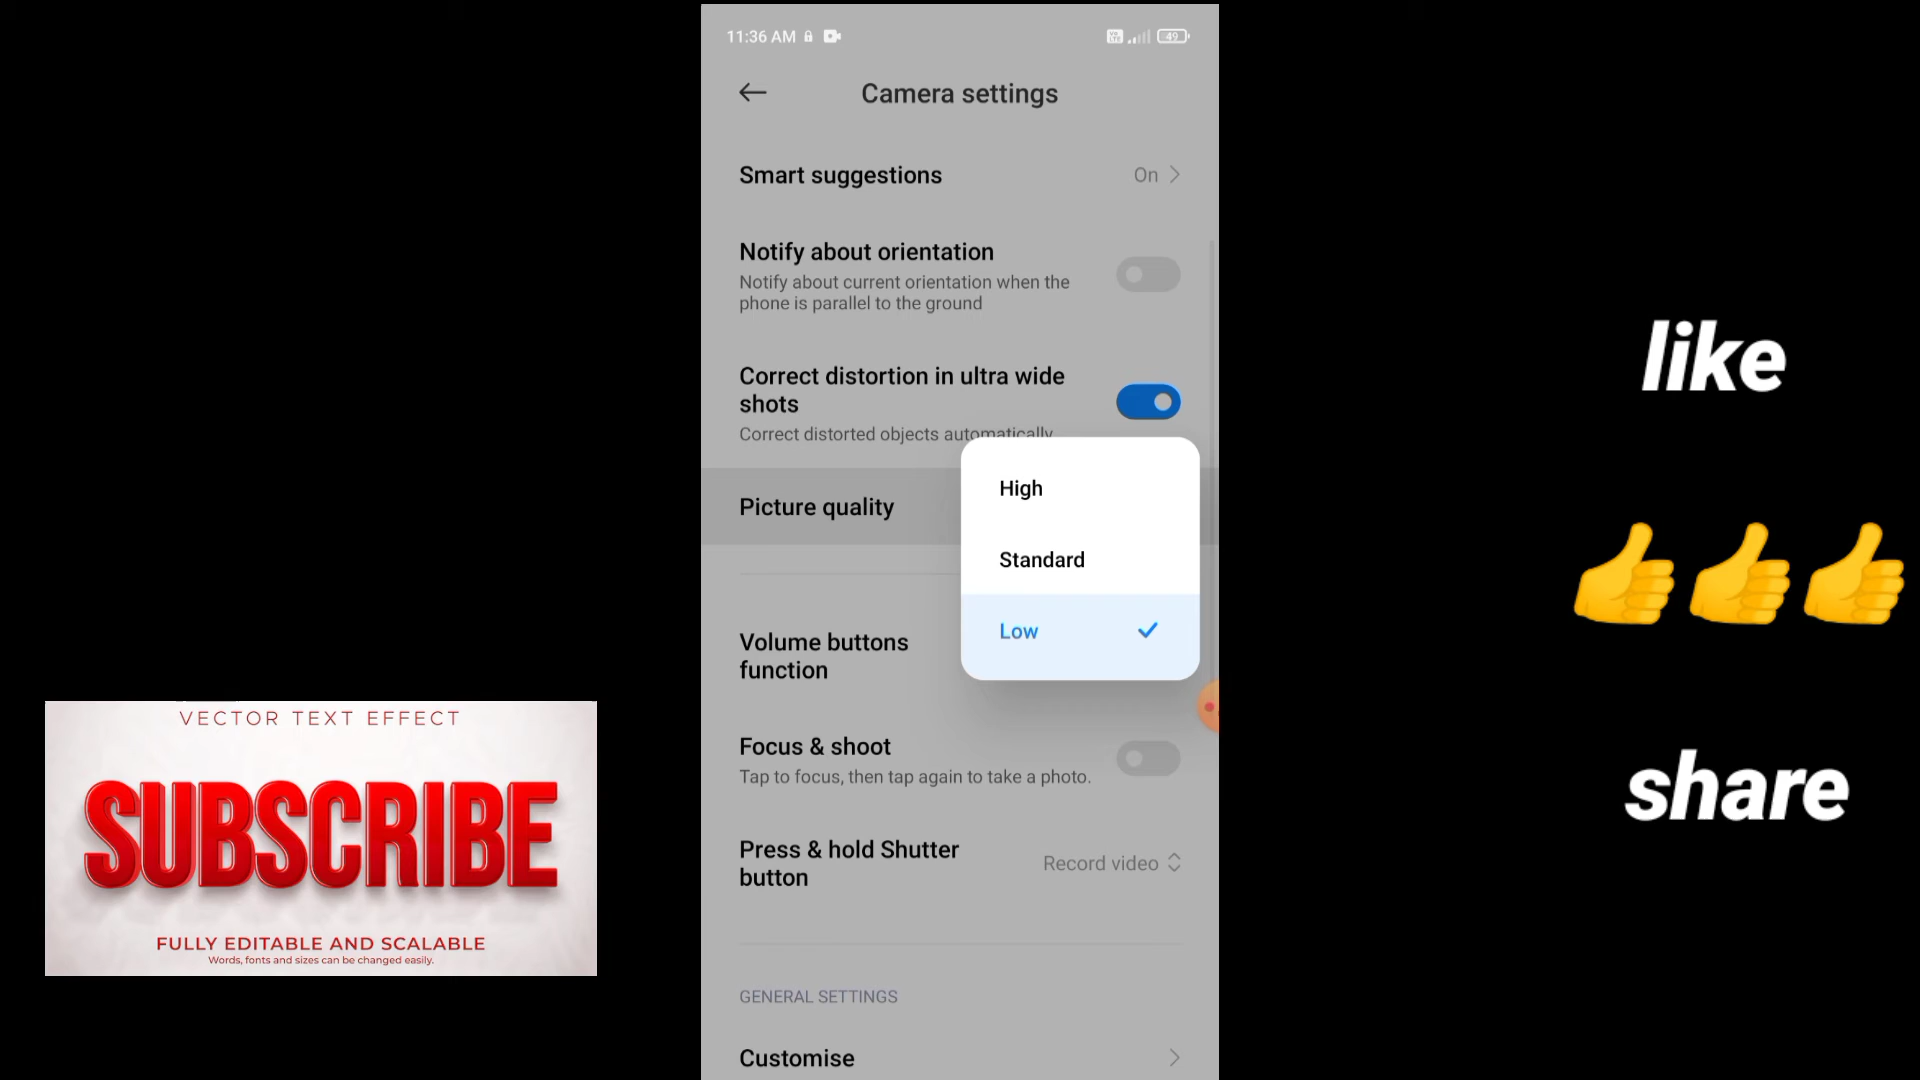 11:36 AM
Vo LTE
49
Camera settings
Smart suggestions
On
Notify about orientation
Notify about current orientation when the
phone is parallel to the ground
Correct distortion in ultra wide
shots
Correct distorted objects automatically
High
Picture quality
Standard
Low
Volume buttons
function
Focus & shoot
Tap to focus, then tap again to take a photo.
Press & hold Shutter
button
Record video
GENERAL SETTINGS
Customise
VECTOR TEXT EFFECT
SUBSCRIBE
FULLY EDITABLE AND SCALABLE
Words, fonts and sizes can be changed easily.
like
share